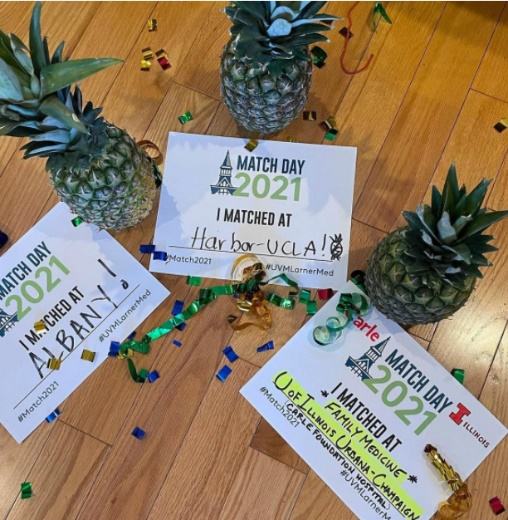 MATCH DAY
2021
I MATCHED AT
Harbor-UCLA!
#Match2021 #UVMLarnerMed
MATCH DAY
2021
I MATCHED AT
ALBANY!
#Match2021 #UVMLarnerMed
Carle
MATCH DAY
2021
I ILLINOIS
I MATCHED AT
* FAMILY MEDICINE *
U OF ILLINOIS URBANA-CHAMPAIGN
(CARLE FOUNDATION HOSPITAL)
#Match2021 #UVMLarnerM